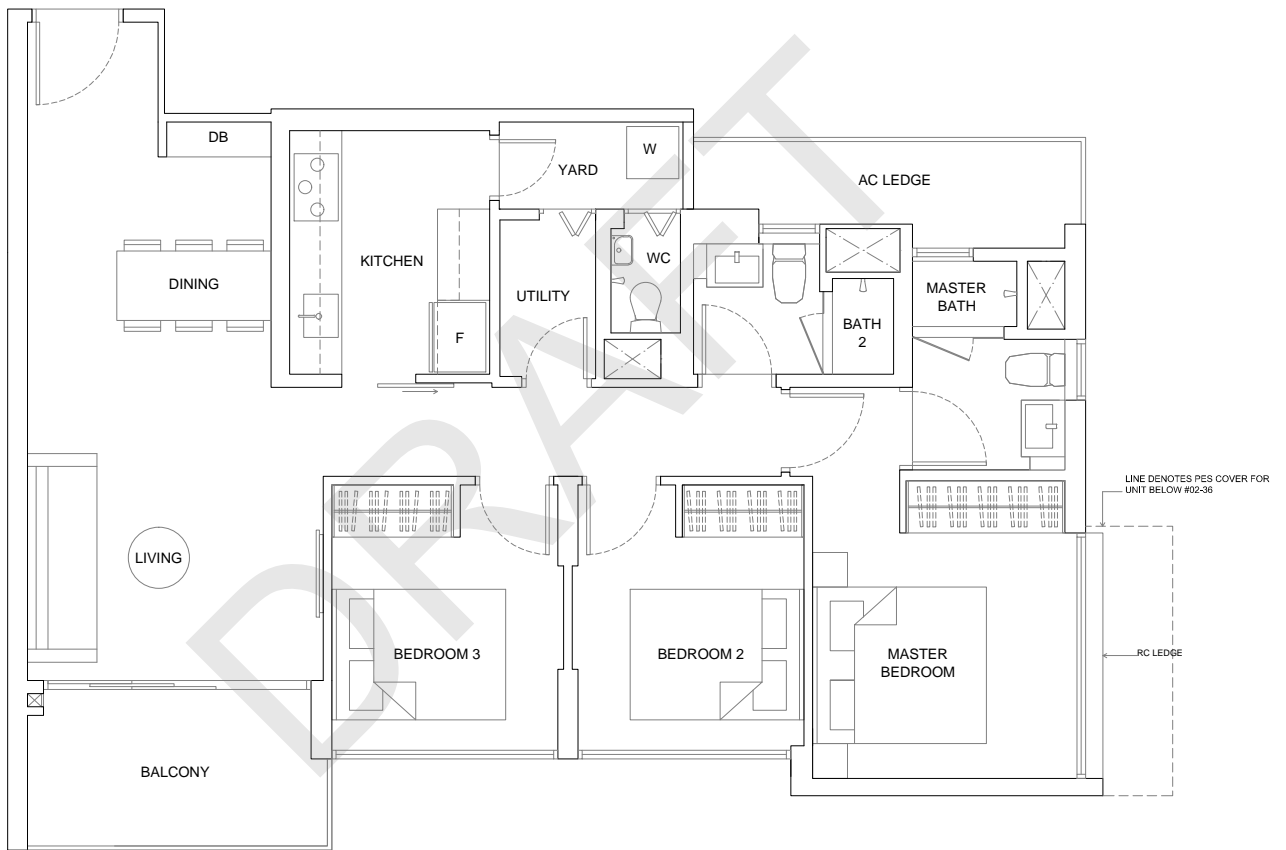 DB
W
YARD
AC LEDGE
DINING
KITCHEN
WC
UTILITY
MASTER
BATH
BATH
2
F
LINE DENOTES PES COVER FOR
UNIT BELOW #02-36
LIVING
BEDROOM 3
BEDROOM 2
MASTER
BEDROOM
RC LEDGE
BALCONY
DRAFT